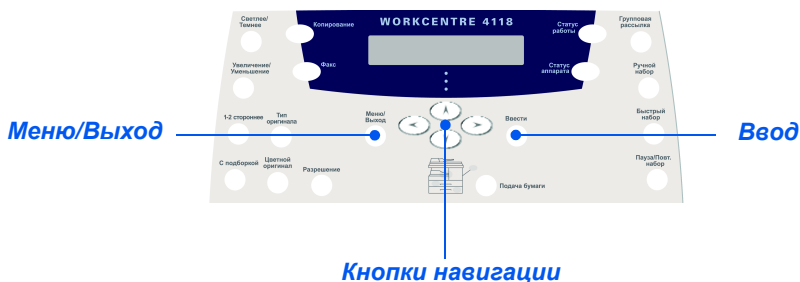 Светлее/
Темнее
Копирование
WORKCENTRE 4118
Статус
работы
Групповая
рассылка
Увеличение/
Уменьшение
Факс
Статус
аппарата
Ручной
набор
Меню/Выход
1-2 стороннее
Тип
оригинала
Меню/
Выход
Ввести
Быстрый
набор
Ввод
С подборкой
Цветной
оригинал
Разрешение
Подача бумаги
Пауза/Повт.
набор
Кнопки навигации